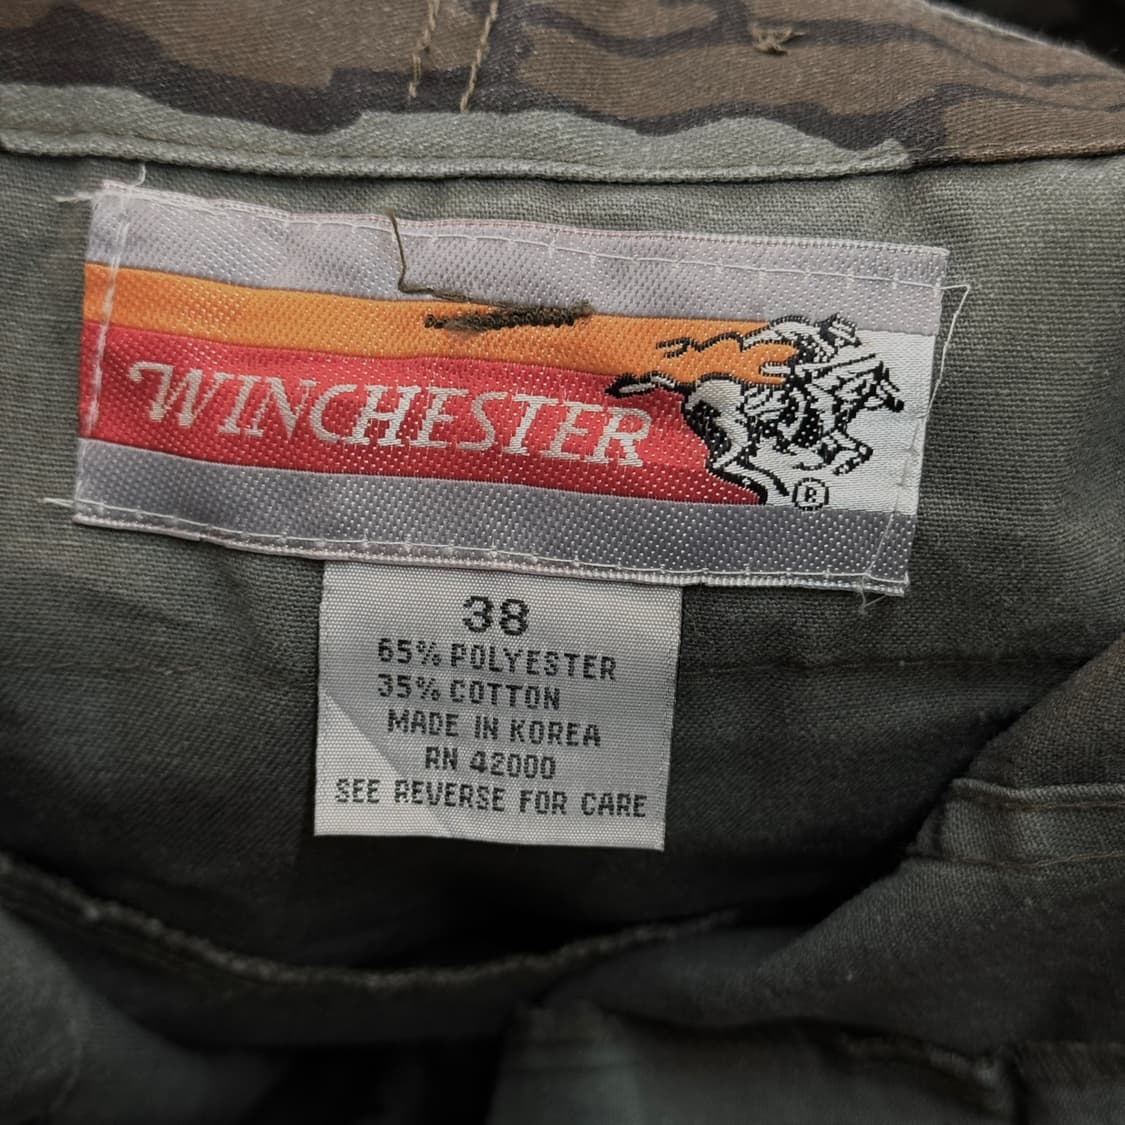 WINCHESTER
®
38
65% POLYESTER
35% COTTON
MADE IN KOREA
RN 42000
SEE REVERSE FOR CARE